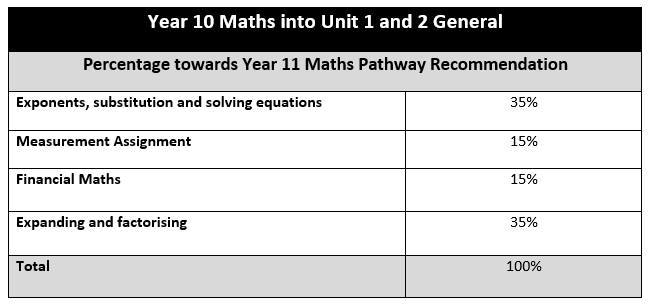 Year 10 Maths into Unit 1 and 2 General
Percentage towards Year 11 Maths Pathway Recommendation
Exponents, substitution and solving equations 35%
Measurement Assignment 15%
Financial Maths 15%
Expanding and factorising 35%
Total 100%